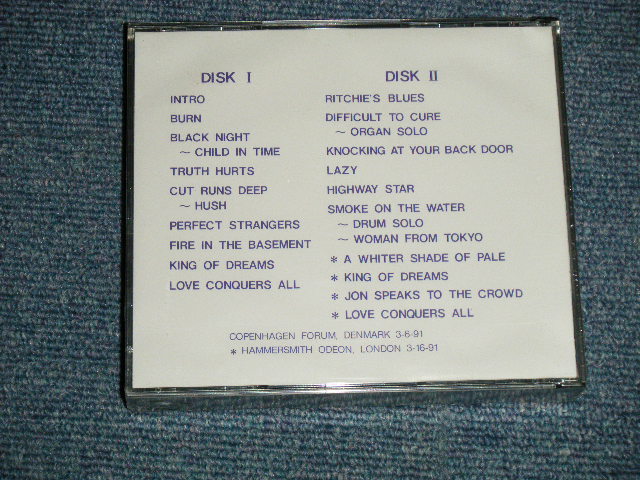 DISK I
INTRO
BURN
BLACK NIGHT
~ CHILD IN TIME
TRUTH HURTS
CUT RUNS DEEP
~ HUSH
PERFECT STRANGERS
FIRE IN THE BASEMENT
KING OF DREAMS
LOVE CONQUERS ALL
DISK II
RITCHIE'S BLUES
DIFFICULT TO CURE
~ ORGAN SOLO
KNOCKING AT YOUR BACK DOOR
LAZY
HIGHWAY STAR
SMOKE ON THE WATER
~ DRUM SOLO
~ WOMAN FROM TOKYO
* A WHITER SHADE OF PALE
* KING OF DREAMS
* JON SPEAKS TO THE CROWD
* LOVE CONQUERS ALL
COPENHAGEN FORUM, DENMARK 3-6-91
* HAMMERSMITH ODEON, LONDON 3-16-91